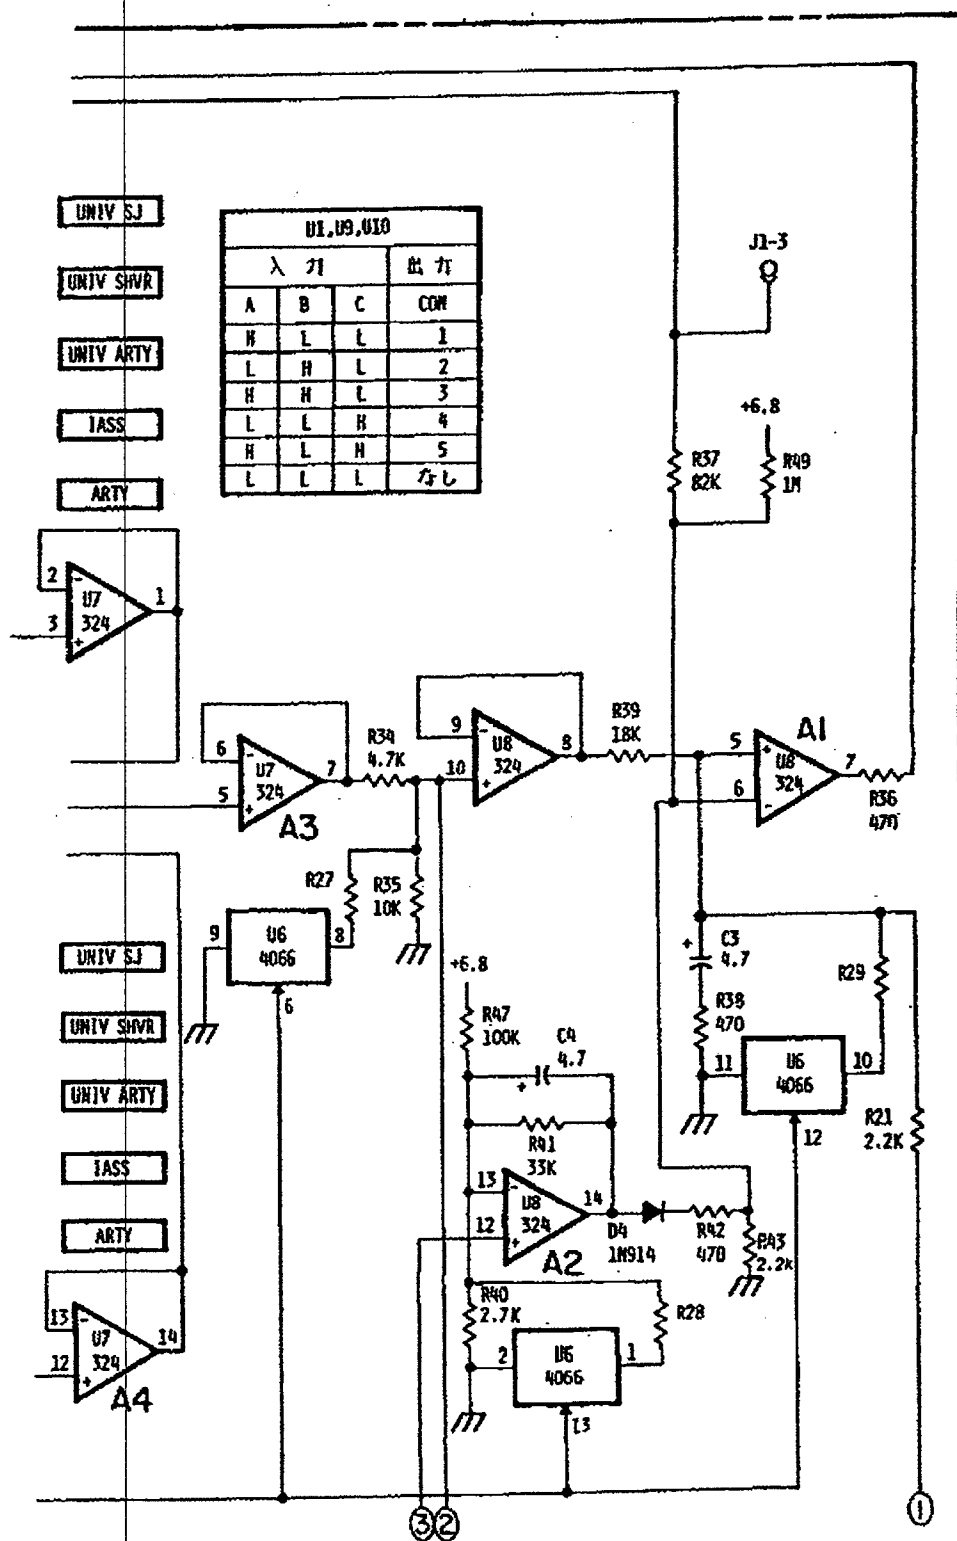 UNIV SJ
UNIV SHVR
UNIV ARTY
IASS
ARTY
U1,U9,U10
入力 出力
A B C COM
H L L 1
L H L 2
H H L 3
L L H 4
H L H 5
L L L なし
J1-3
+6.8
R37
82K
R49
1M
2
3
U7
324
1
-
+
6
5
U7
324
7
-
+
A3
R34
4.7K
9
10
U8
324
8
-
+
R39
18K
5
6
U8
324
7
+
-
A1
R36
470
R27
R35
10K
9
U6
4066
8
6
+6.8
R47
100K
C4
4.7
+
R41
33K
+
C3
4.7
R38
470
R29
11
U6
4066
10
12
R21
2.2K
UNIV SJ
UNIV SHVR
UNIV ARTY
IASS
ARTY
13
12
U7
324
14
-
+
A4
13
12
U8
324
14
-
+
A2
D4
1N914
R42
470
R43
2.2K
R40
2.7K
R28
2
U6
4066
1
13
3
2
1